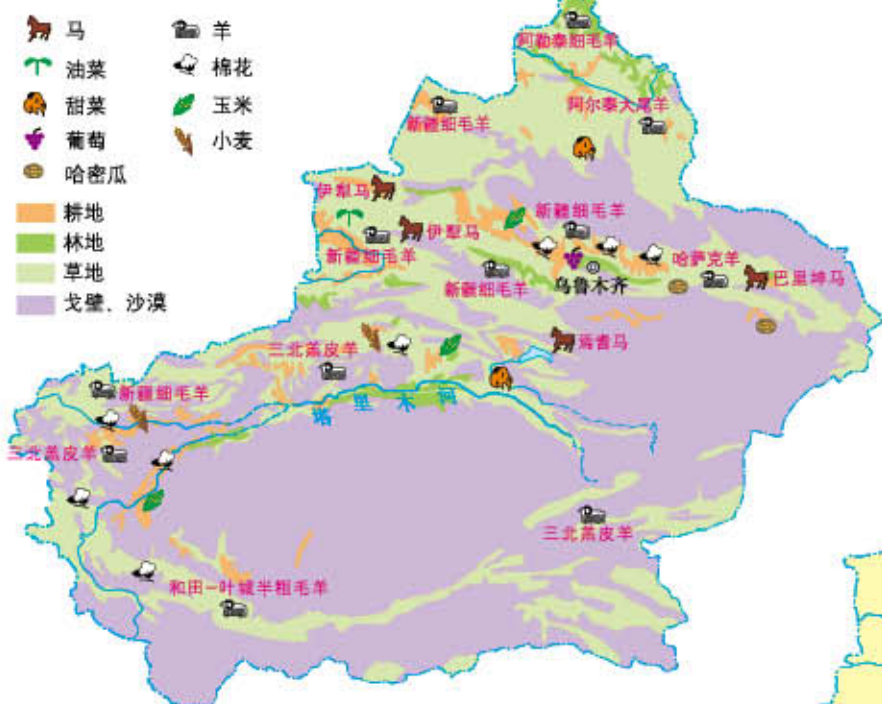 马
羊
油菜
棉花
甜菜
玉米
葡萄
小麦
哈密瓜
耕地
林地
草地
戈壁、沙漠
阿勒泰细毛羊
阿尔泰大尾羊
新疆细毛羊
伊犁马
伊犁马
新疆细毛羊
新疆细毛羊
新疆细毛羊
乌鲁木齐
哈萨克羊
巴里坤马
焉耆马
三北羔皮羊
新疆细毛羊
塔里木河
三北羔皮羊
三北羔皮羊
和田－叶城半粗毛羊